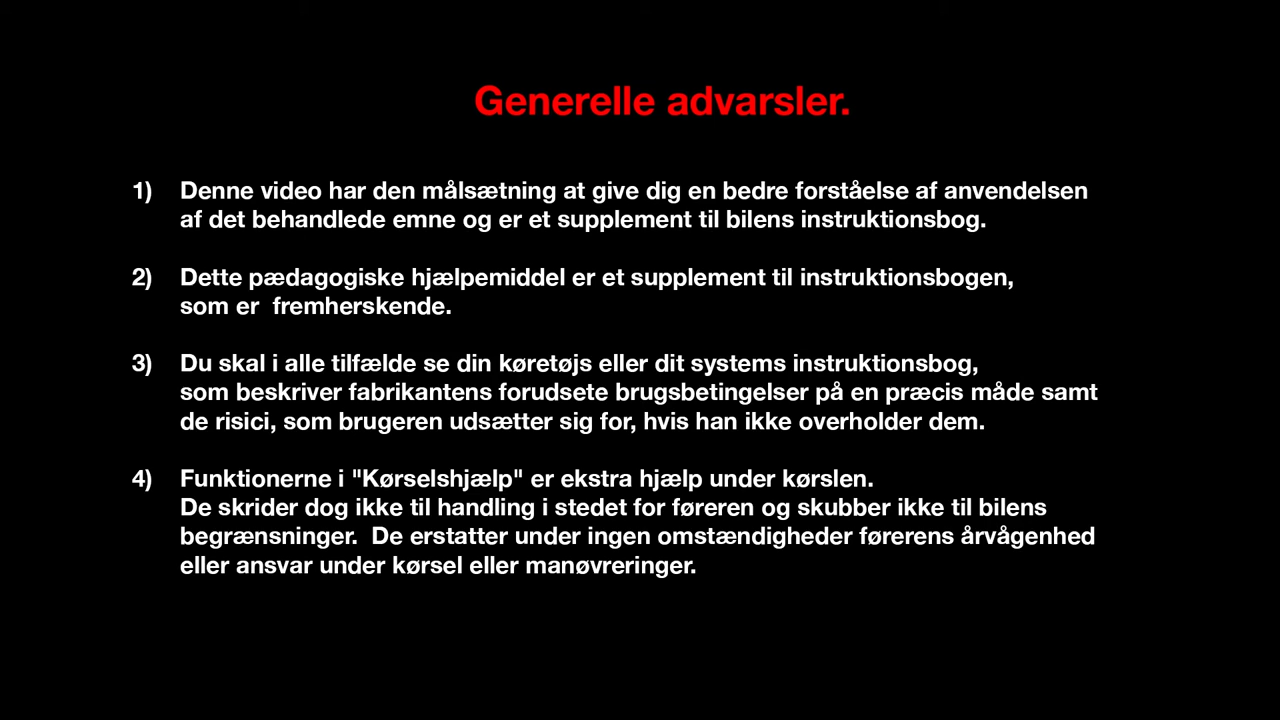 Generelle advarsler.
1) Denne video har den målsætning at give dig en bedre forståelse af anvendelsen
af det behandlede emne og er et supplement til bilens instruktionsbog.
2) Dette pædagogiske hjælpemiddel er et supplement til instruktionsbogen,
som er  fremherskende.
3) Du skal i alle tilfælde se din køretøjs eller dit systems instruktionsbog,
som beskriver fabrikantens forudsete brugsbetingelser på en præcis måde samt
de risici, som brugeren udsætter sig for, hvis han ikke overholder dem.
4) Funktionerne i "Kørselshjælp" er ekstra hjælp under kørslen.
De skrider dog ikke til handling i stedet for føreren og skubber ikke til bilens
begrænsninger.  De erstatter under ingen omstændigheder førerens årvågenhed
eller ansvar under kørsel eller manøvreringer.